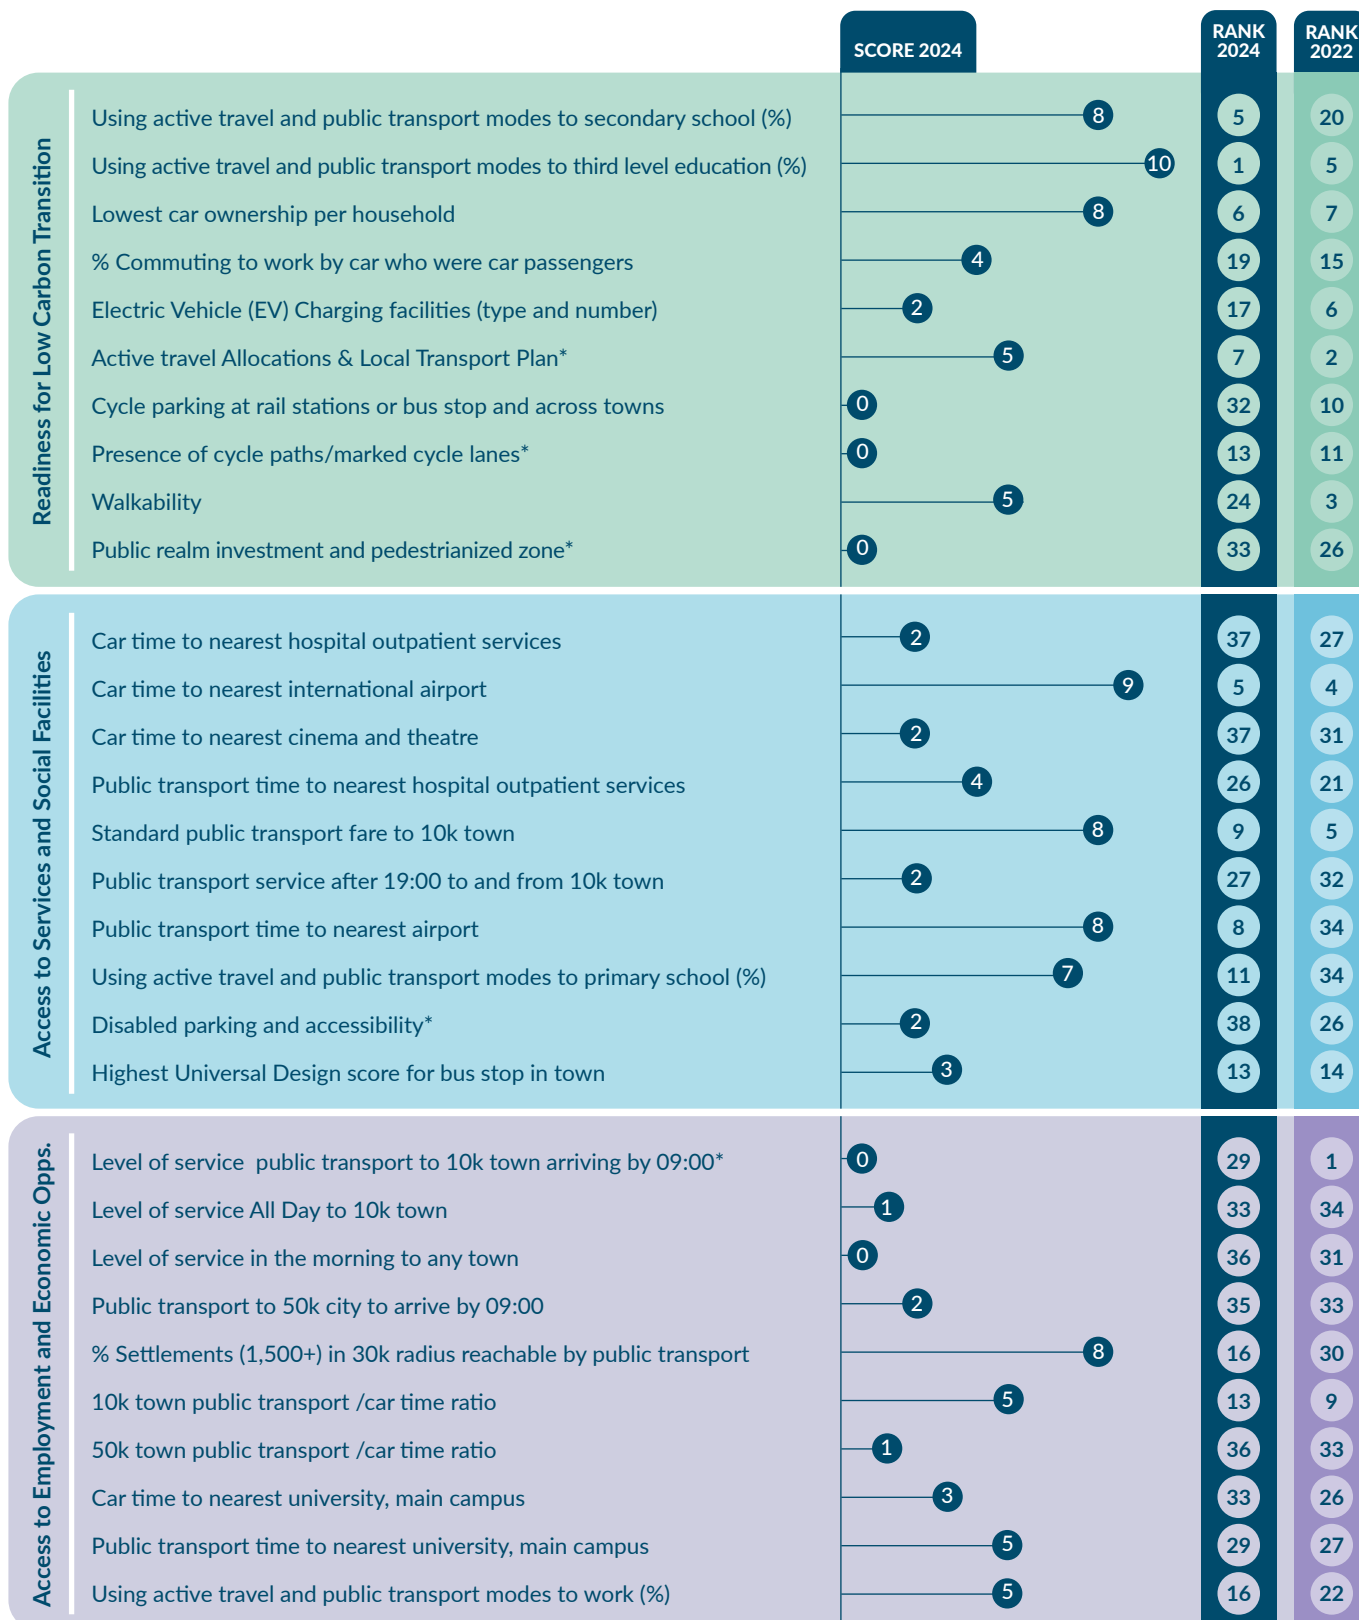 SCORE 2024
RANK 2024
RANK 2022
Readiness for Low Carbon Transition
Using active travel and public transport modes to secondary school (%) 8 5 20
Using active travel and public transport modes to third level education (%) 10 1 5
Lowest car ownership per household 8 6 7
% Commuting to work by car who were car passengers 4 19 15
Electric Vehicle (EV) Charging facilities (type and number) 2 17 6
Active travel Allocations & Local Transport Plan* 5 7 2
Cycle parking at rail stations or bus stop and across towns 0 32 10
Presence of cycle paths/marked cycle lanes* 0 13 11
Walkability 5 24 3
Public realm investment and pedestrianized zone* 0 33 26
Access to Services and Social Facilities
Car time to nearest hospital outpatient services 2 37 27
Car time to nearest international airport 9 5 4
Car time to nearest cinema and theatre 2 37 31
Public transport time to nearest hospital outpatient services 4 26 21
Standard public transport fare to 10k town 8 9 5
Public transport service after 19:00 to and from 10k town 2 27 32
Public transport time to nearest airport 8 8 34
Using active travel and public transport modes to primary school (%) 7 11 34
Disabled parking and accessibility* 2 38 26
Highest Universal Design score for bus stop in town 3 13 14
Access to Employment and Economic Opps.
Level of service public transport to 10k town arriving by 09:00* 0 29 1
Level of service All Day to 10k town 1 33 34
Level of service in the morning to any town 0 36 31
Public transport to 50k city to arrive by 09:00 2 35 33
% Settlements (1,500+) in 30k radius reachable by public transport 8 16 30
10k town public transport /car time ratio 5 13 9
50k town public transport /car time ratio 1 36 33
Car time to nearest university, main campus 3 33 26
Public transport time to nearest university, main campus 5 29 27
Using active travel and public transport modes to work (%) 5 16 22